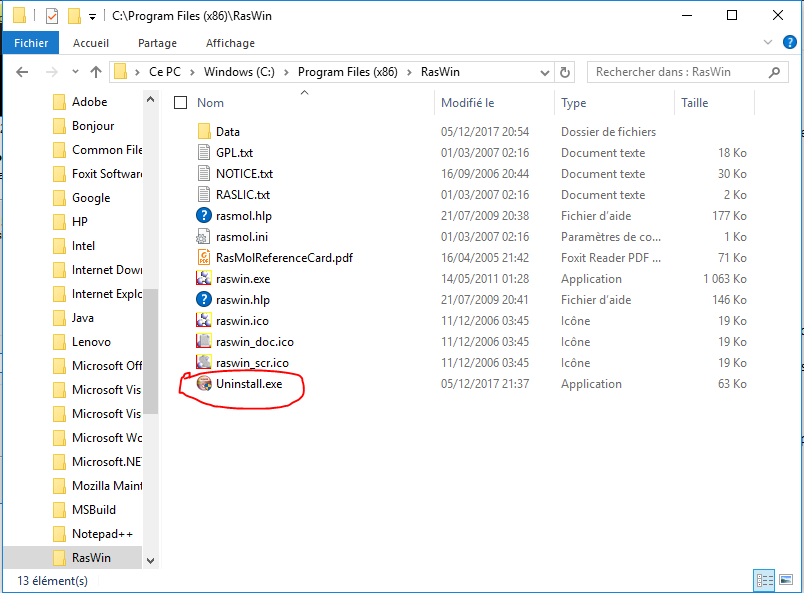 C:\Program Files (x86)\RasWin
Fichier Accueil Partage Affichage
Ce PC Windows (C:) Program Files (x86) RasWin Rechercher dans : RasWin
Adobe
Bonjour
Common File
Foxit Software
Google
HP
Intel
Internet Down
Internet Explo
Java
Lenovo
Microsoft Off
Microsoft Vis
Microsoft Vis
Microsoft Wo
Microsoft.NE
Mozilla Maint
MSBuild
Notepad++
RasWin
Nom Modifié le Type Taille
Data 05/12/2017 20:54 Dossier de fichiers
GPL.txt 01/03/2007 02:16 Document texte 18 Ko
NOTICE.txt 16/09/2006 20:44 Document texte 30 Ko
RASLIC.txt 01/03/2007 02:16 Document texte 2 Ko
rasmol.hlp 21/07/2009 20:38 Fichier d'aide 177 Ko
rasmol.ini 01/03/2007 02:16 Paramètres de co... 1 Ko
RasMolReferenceCard.pdf 16/04/2005 21:42 Foxit Reader PDF ... 71 Ko
raswin.exe 14/05/2011 01:28 Application 1 063 Ko
raswin.hlp 21/07/2009 20:41 Fichier d'aide 146 Ko
raswin.ico 11/12/2006 03:45 Icône 19 Ko
raswin_doc.ico 11/12/2006 03:45 Icône 19 Ko
raswin_scr.ico 11/12/2006 03:45 Icône 19 Ko
Uninstall.exe 05/12/2017 21:37 Application 63 Ko
13 élément(s)